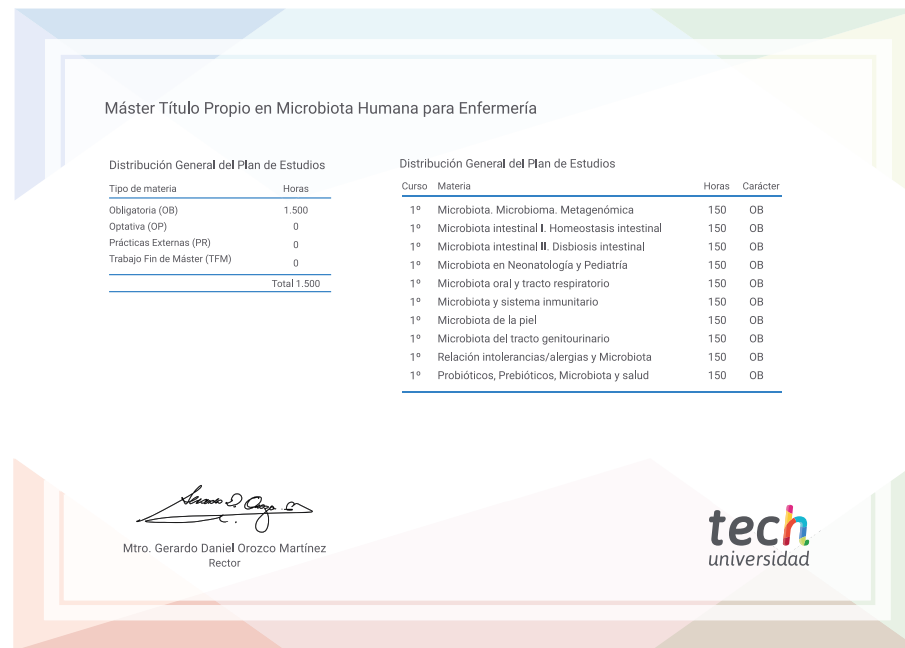 Máster Título Propio en Microbiota Humana para Enfermería
Distribución General del Plan de Estudios
Tipo de materia Horas
Obligatoria (OB) 1.500
Optativa (OP) 0
Prácticas Externas (PR) 0
Trabajo Fin de Máster (TFM) 0
Total 1.500
Distribución General del Plan de Estudios
Curso Materia Horas Carácter
1º Microbiota. Microbioma. Metagenómica 150 OB
1º Microbiota intestinal I. Homeostasis intestinal 150 OB
1º Microbiota intestinal II. Disbiosis intestinal 150 OB
1º Microbiota en Neonatología y Pediatría 150 OB
1º Microbiota oral y tracto respiratorio 150 OB
1º Microbiota y sistema inmunitario 150 OB
1º Microbiota de la piel 150 OB
1º Microbiota del tracto genitourinario 150 OB
1º Relación intolerancias/alergias y Microbiota 150 OB
1º Probióticos, Prebióticos, Microbiota y salud 150 OB
Mtro. Gerardo Daniel Orozco Martínez
Rector
tech
universidad